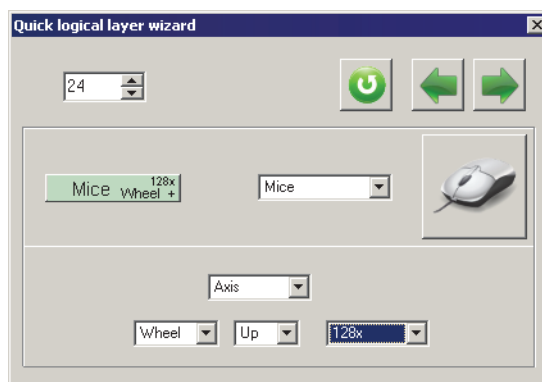 Quick logical layer wizard
24
Mice 128x Wheel +
Mice
Axis
Wheel Up 128x